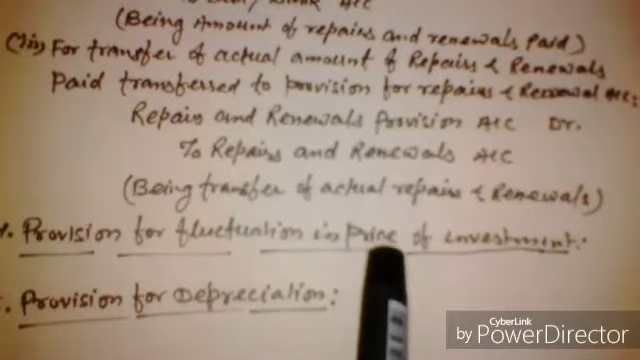 (Being Amount of repairs and renewals Paid)
For transfer of actual amount of Repairs & Renewals
Paid transferred to provision for repairs & Renewal A/C:
Repairs and Renewals Provision A/C Dr.
To Repairs and Renewals A/C
(Being transfer of actual repairs & Renewals)
Provision for fluctuation in Price of investment:
Provision for Depreciation:
CyberLink
by PowerDirector